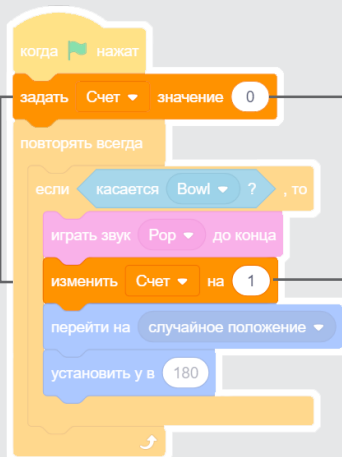 когда нажат
задать Счет значение 0
повторять всегда
если касается Bowl ? , то
играть звук Pop до конца
изменить Счет на 1
перейти на случайное положение
установить y в 180